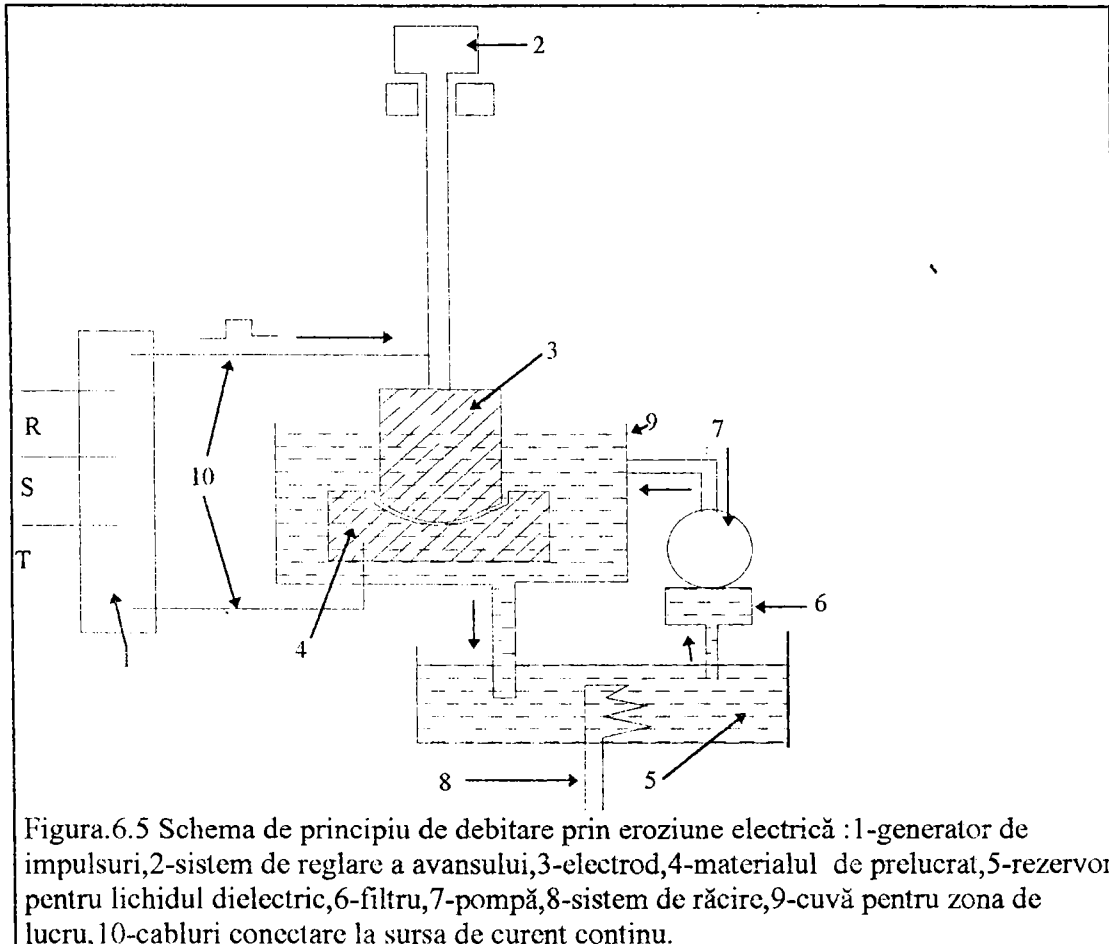 2
3
9
7
R
S
10
T
6
4
8
5
Figura.6.5 Schema de principiu de debitare prin eroziune electrică :1-generator de
impulsuri,2-sistem de reglare a avansului,3-electrod,4-materialul de prelucrat,5-rezervor
pentru lichidul dielectric,6-filtru,7-pompă,8-sistem de răcire,9-cuvă pentru zona de
lucru,10-cabluri conectare la sursa de curent continu.